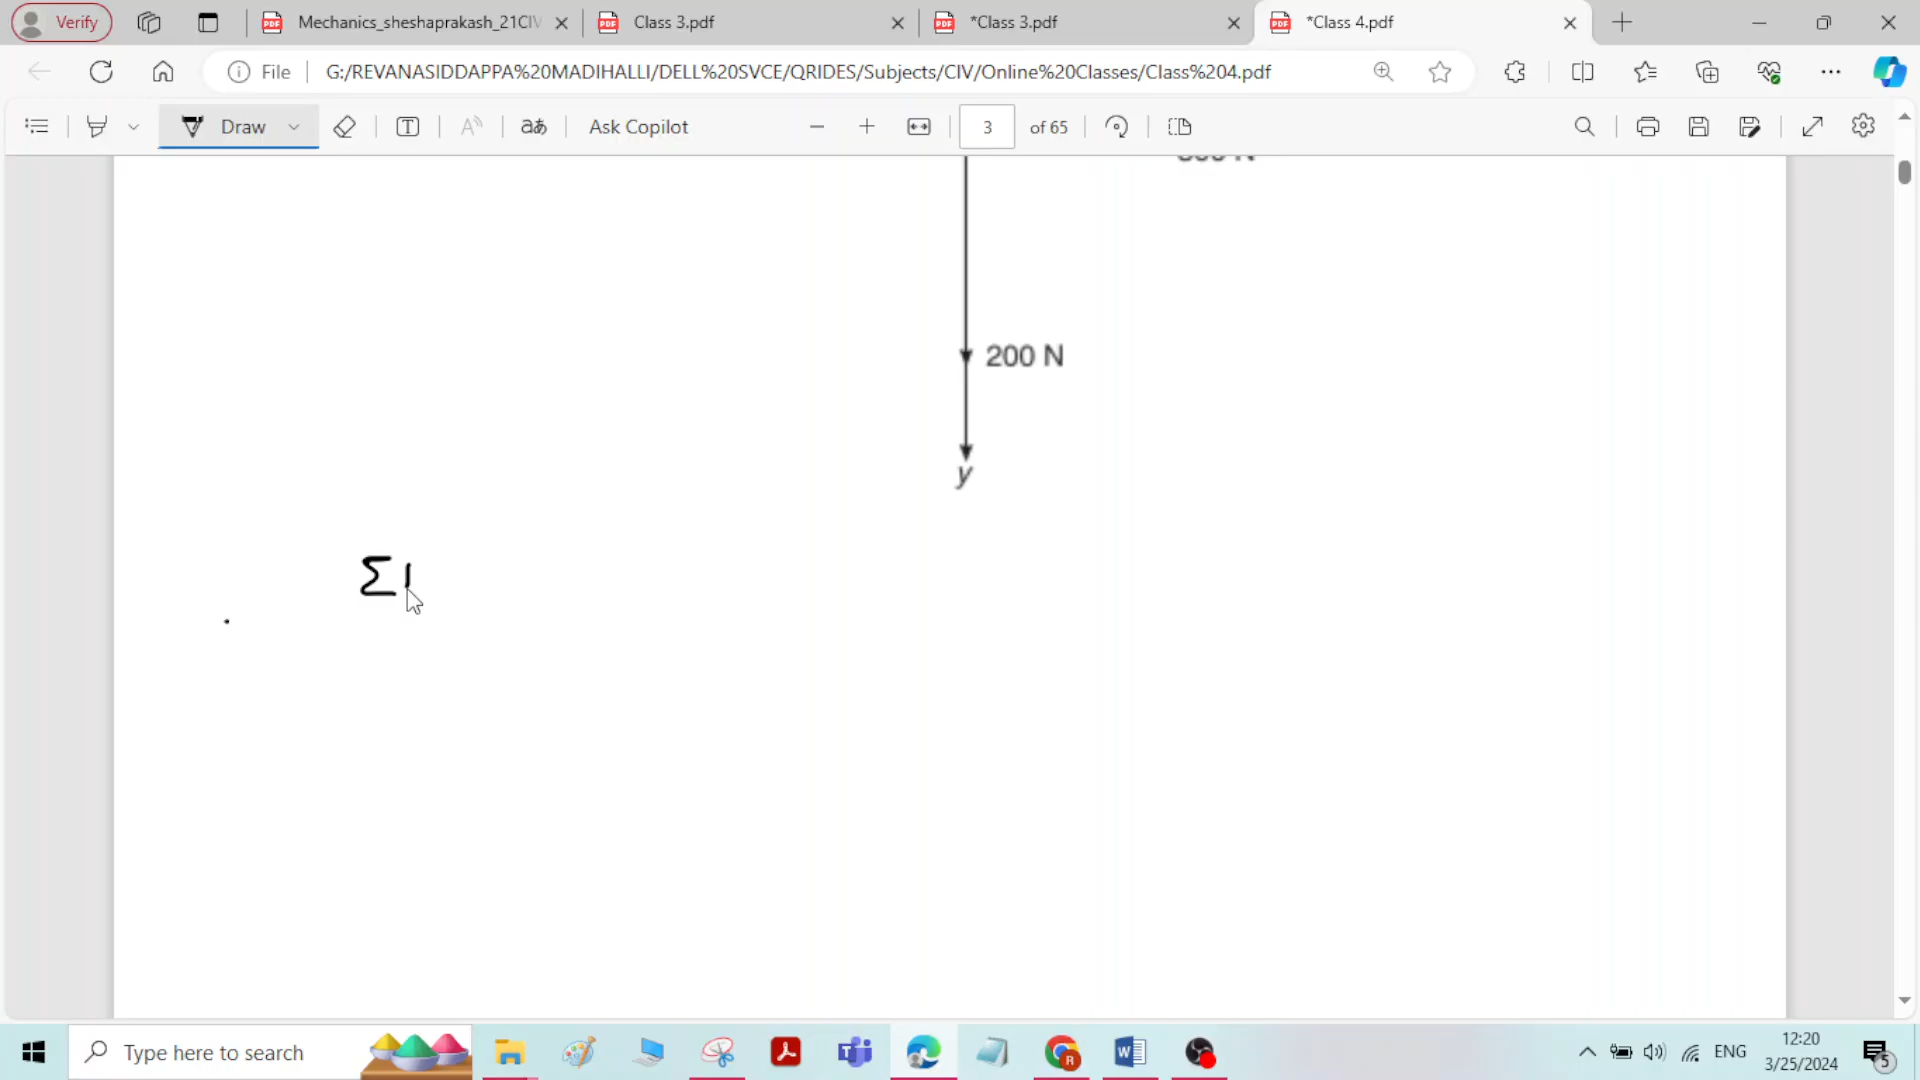 Verify
Mechanics_sheshaprakash_21CIV
Class 3.pdf
*Class 3.pdf
*Class 4.pdf
File
G:/REVANASIDDAPPA%20MADIHALLI/DELL%20SVCE/QRIDES/Subjects/CIV/Online%20Classes/Class%204.pdf
Draw
Ask Copilot
3
of 65
200 N
y
Σ
Type here to search
ENG
12:20
3/25/2024
5